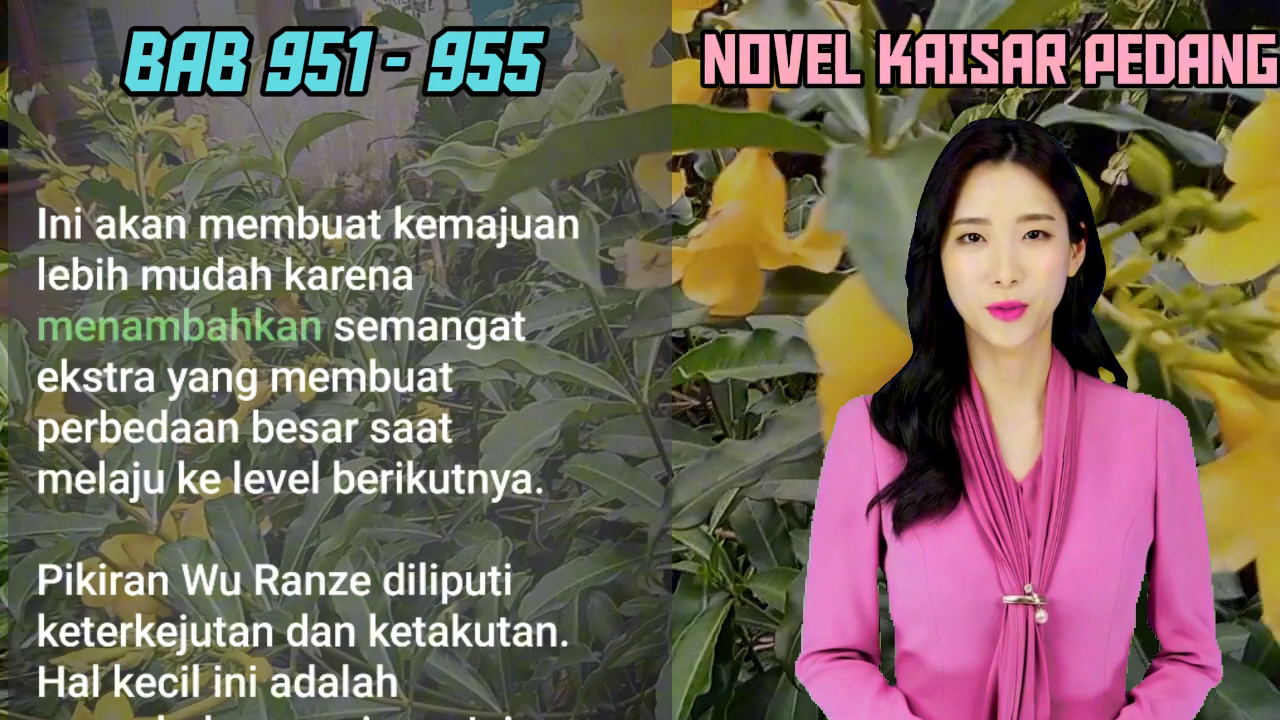 BAB 951 - 955
NOVEL KAISAR PEDANG
Ini akan membuat kemajuan
lebih mudah karena
menambahkan semangat
ekstra yang membuat
perbedaan besar saat
melaju ke level berikutnya.
Pikiran Wu Ranze diliputi
keterkejutan dan ketakutan.
Hal kecil ini adalah